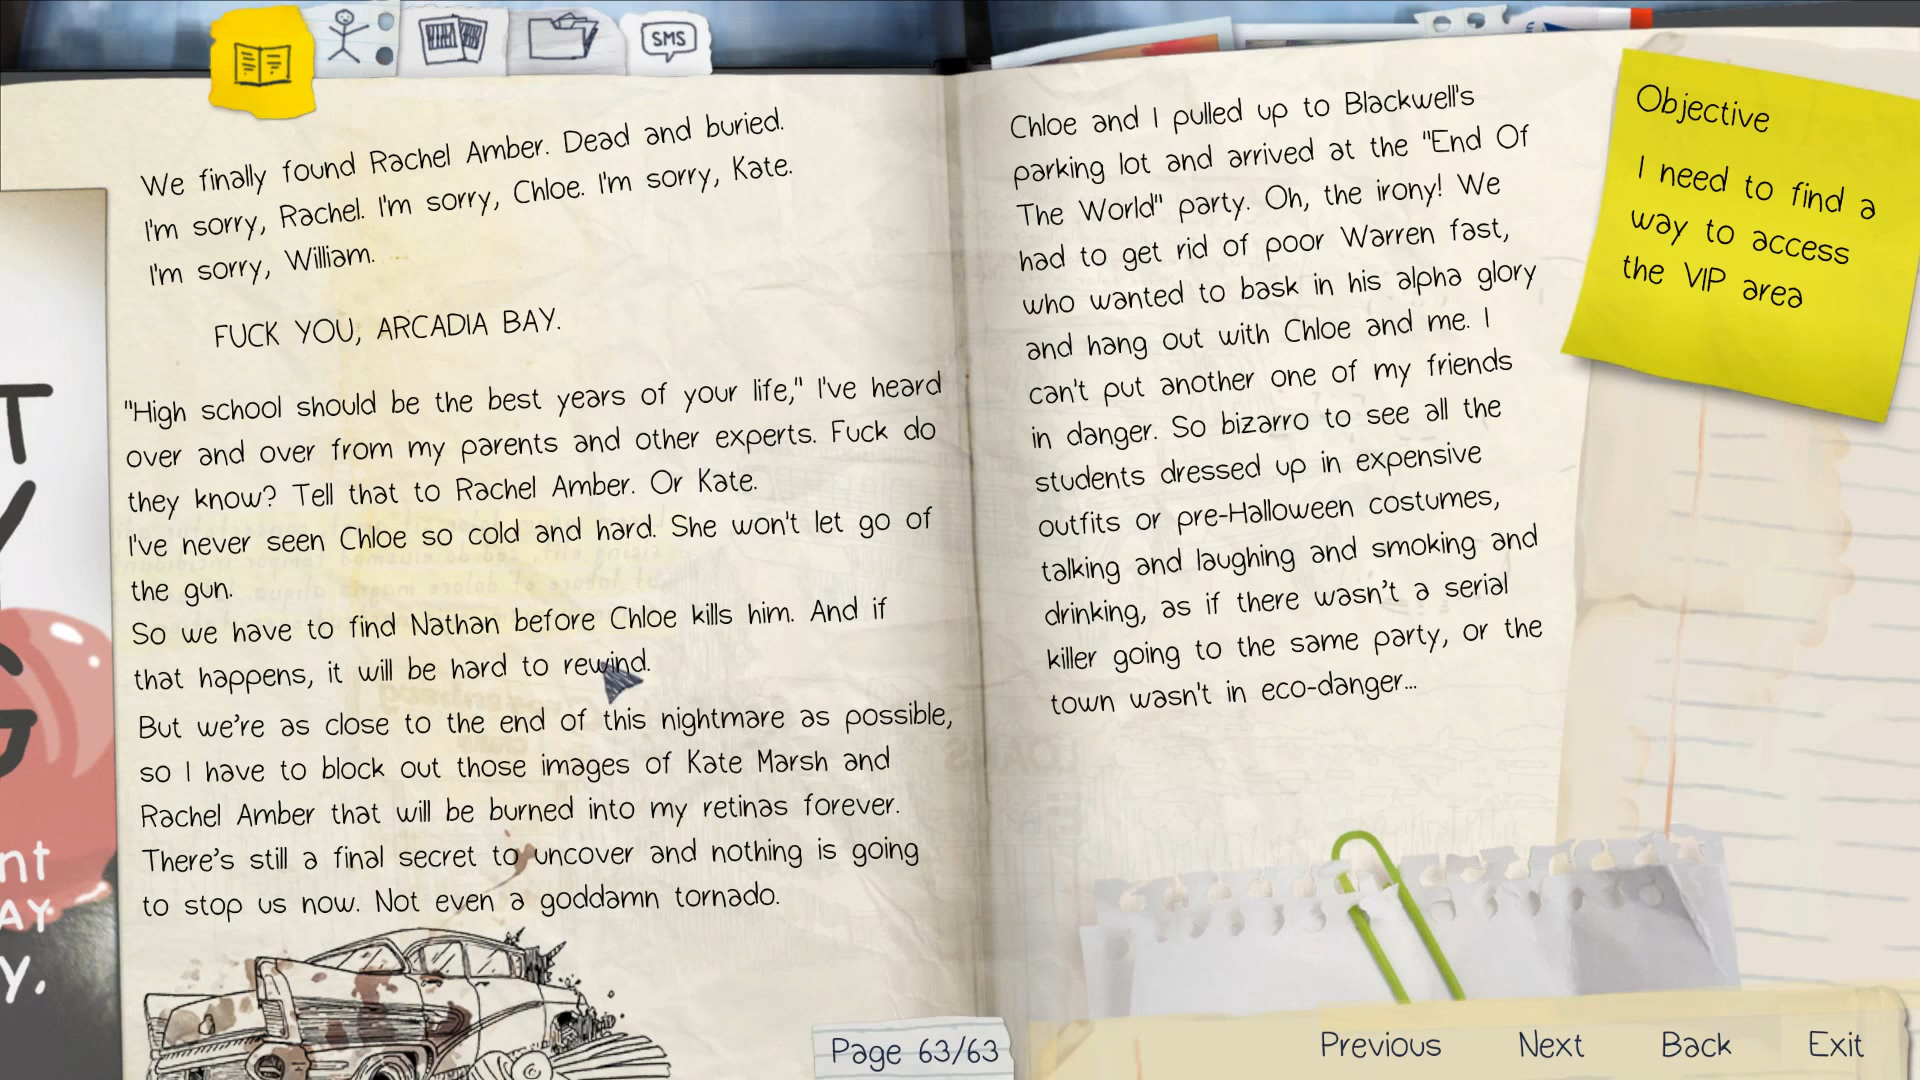 SMS
We finally found Rachel Amber. Dead and buried.
I'm sorry, Rachel. I'm sorry, Chloe. I'm sorry, Kate.
I'm sorry, William.
FUCK YOU, ARCADIA BAY.
"High school should be the best years of your life," I've heard
over and over from my parents and other experts. Fuck do
they know? Tell that to Rachel Amber. Or Kate.
I've never seen Chloe so cold and hard. She won't let go of
the gun.
So we have to find Nathan before Chloe kills him. And if
that happens, it will be hard to rewind.
But we're as close to the end of this nightmare as possible,
so I have to block out those images of Kate Marsh and
Rachel Amber that will be burned into my retinas forever.
There's still a final secret to uncover and nothing is going
to stop us now. Not even a goddamn tornado.
Chloe and I pulled up to Blackwell's
parking lot and arrived at the "End Of
The World" party. Oh, the irony! We
had to get rid of poor Warren fast,
who wanted to bask in his alpha glory
and hang out with Chloe and me. I
can't put another one of my friends
in danger. So bizarro to see all the
students dressed up in expensive
outfits or pre-Halloween costumes,
talking and laughing and smoking and
drinking, as if there wasn't a serial
killer going to the same party, or the
town wasn't in eco-danger...
Objective
I need to find a
way to access
the VIP area
Page 63/63
Previous
Next
Back
Exit